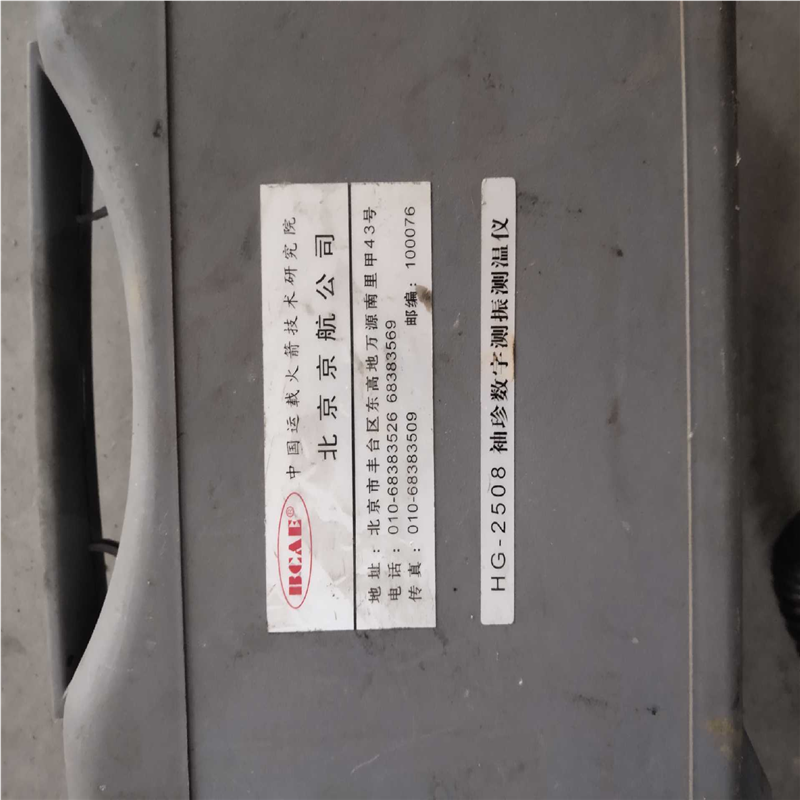 BCAE® 中国运载火箭技术研究院
北京京航公司
地址：北京市丰台区东高地万源南里甲43号
电话：010-68383526 68383569
传真：010-68383509 邮编：100076
HG-2508 袖珍数字测振测温仪